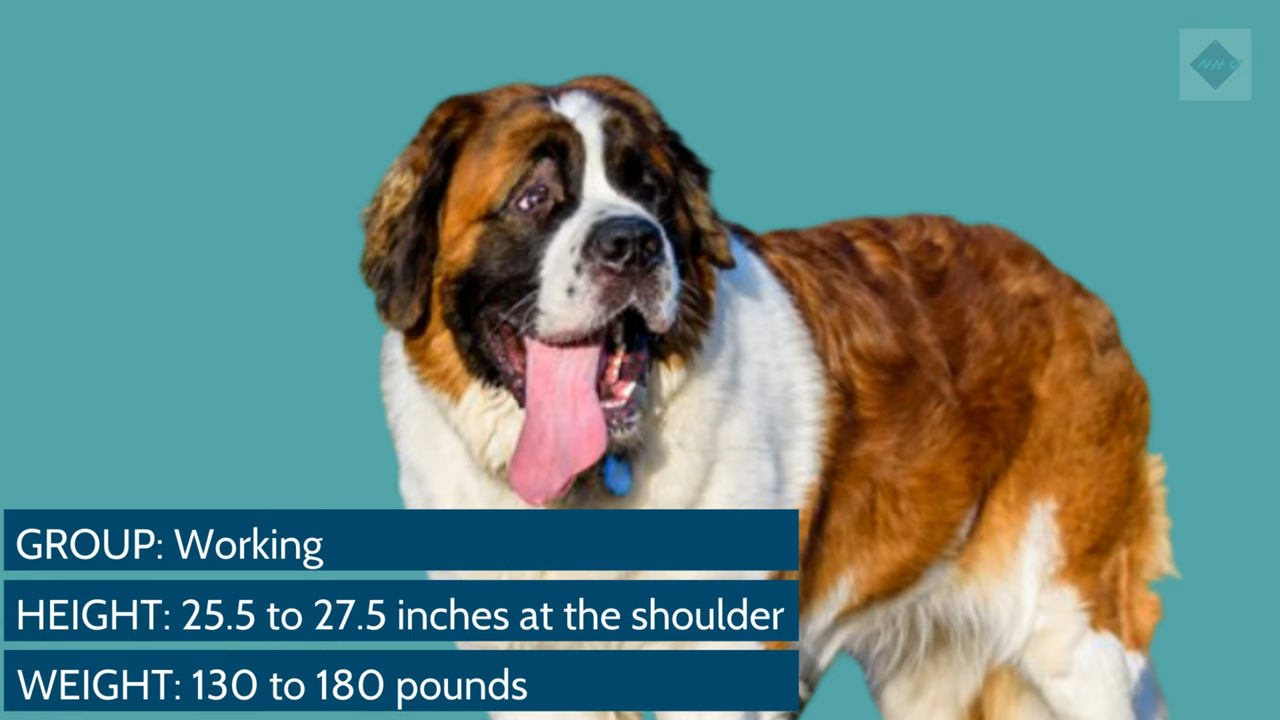 GROUP: Working
HEIGHT: 25.5 to 27.5 inches at the shoulder
WEIGHT: 130 to 180 pounds